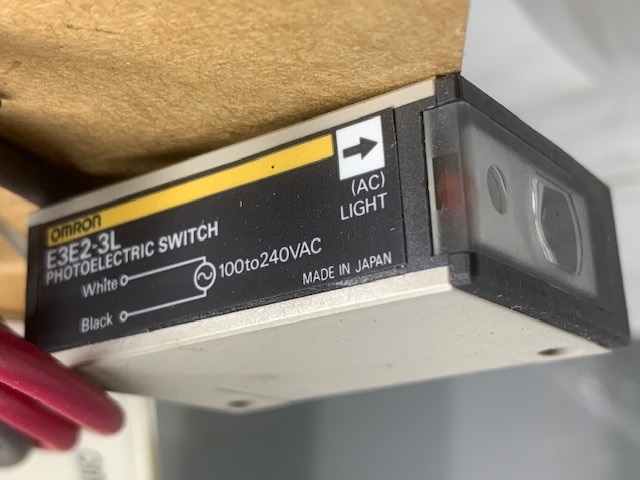 OMRON
E3E2-3L
PHOTOELECTRIC SWITCH
(AC)
LIGHT
White
100to240VAC
Black
MADE IN JAPAN